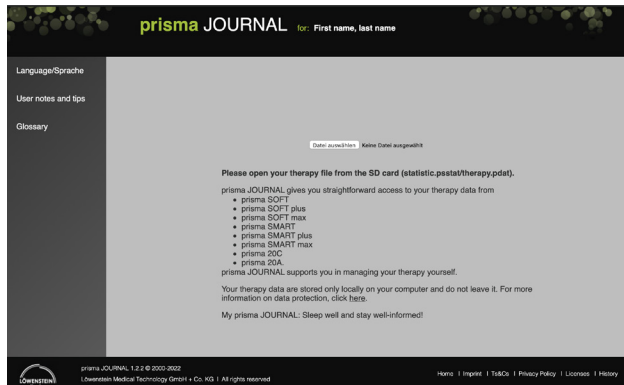 prisma JOURNAL for: First name, last name
Language/Sprache
User notes and tips
Glossary
Datei auswählen Keine Datei ausgewählt
Please open your therapy file from the SD card (statistic.psstat/therapy.pdat).
prisma JOURNAL gives you straightforward access to your therapy data from
• prisma SOFT
• prisma SOFT plus
• prisma SOFT max
• prisma SMART
• prisma SMART plus
• prisma SMART max
• prisma 20C
• prisma 20A.
prisma JOURNAL supports you in managing your therapy yourself.
Your therapy data are stored only locally on your computer and do not leave it. For more
information on data protection, click here.
My prisma JOURNAL: Sleep well and stay well-informed!
LÖWENSTEIN
prisma JOURNAL 1.2.2 © 2000-2022
Löwenstein Medical Technology GmbH + Co. KG I All rights reserved
Home I Imprint I Ts&Cs I Privacy Policy I Licenses I History